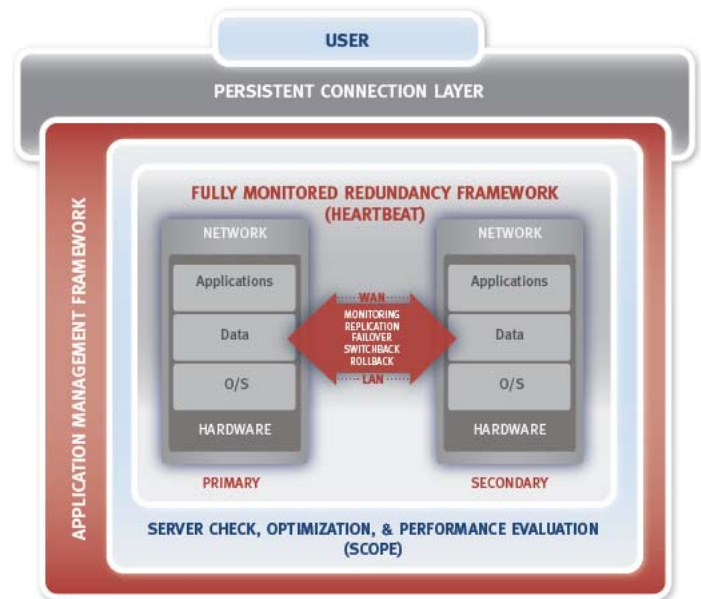 USER
PERSISTENT CONNECTION LAYER
APPLICATION MANAGEMENT FRAMEWORK
FULLY MONITORED REDUNDANCY FRAMEWORK
(HEARTBEAT)
NETWORK
Applications
Data
O/S
HARDWARE
PRIMARY
WAN
MONITORING
REPLICATION
FAILOVER
SWITCHBACK
ROLLBACK
LAN
NETWORK
Applications
Data
O/S
HARDWARE
SECONDARY
SERVER CHECK, OPTIMIZATION, & PERFORMANCE EVALUATION
(SCOPE)